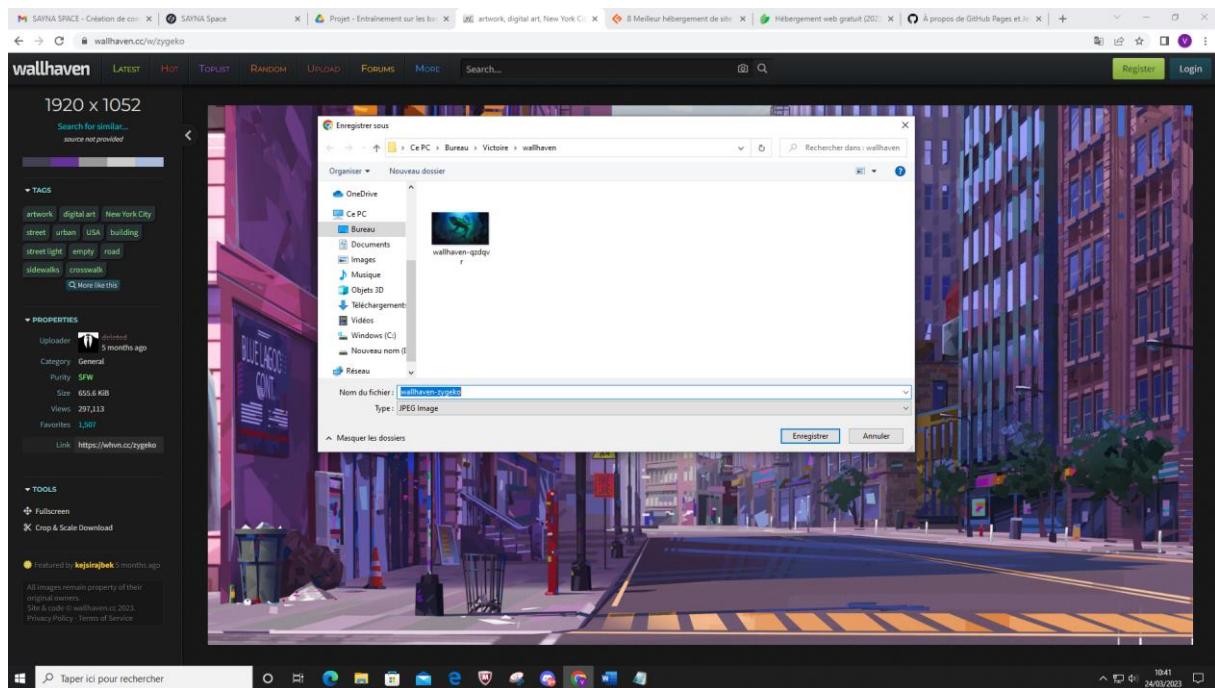 SAYNA SPACE - Création de con
SAYNA Space
Projet - Entraînement sur les ba
artwork, digital art, New York Ci
8 Meilleur hébergement de site
Hébergement web gratuit (202
À propos de GitHub Pages et Je
wallhaven.cc/w/zygeko
wallhaven
LATEST HOT TOPLIST RANDOM UPLOAD FORUMS MORE Search...
Register Login
1920 x 1052
Search for similar...
source not provided
TAGS
artwork digital art New York City
street urban USA building
street light empty road
sidewalks crosswalk
More like this
PROPERTIES
Uploader deleted
5 months ago
Category General
Purity SFW
Size 655.6 KiB
Views 297,113
Favorites 1,507
Link https://whvn.cc/zygeko
TOOLS
Fullscreen
Crop & Scale Download
Featured by kejsirajbek 5 months ago
All images remain property of their
original owners.
Site & code © wallhaven.cc 2023.
Privacy Policy - Terms of Service
Enregistrer sous
Ce PC › Bureau › Victoire › wallhaven
Rechercher dans : wallhaven
Organiser Nouveau dossier
OneDrive
Ce PC
Bureau
Documents
Images
Musique
Objets 3D
Téléchargements
Vidéos
Windows (C:)
Nouveau nom (
Réseau
wallhaven-qzdqv
r
Nom du fichier : wallhaven-zygeko
Type : JPEG Image
Masquer les dossiers
Enregistrer Annuler
BLUE LAGOO
CONT.
Taper ici pour rechercher
10:41
24/03/2023